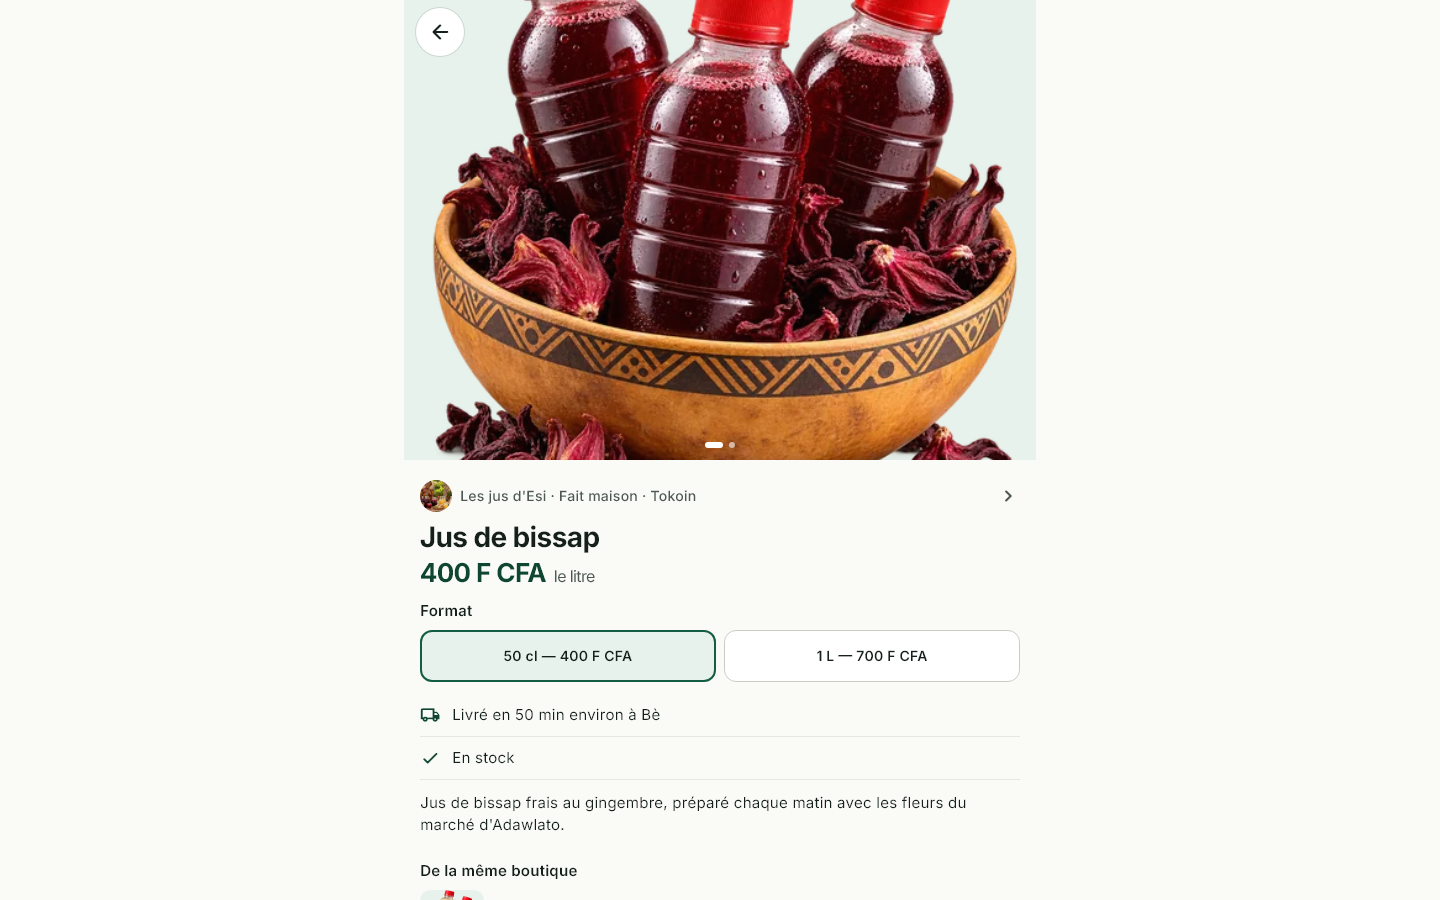 Les jus d'Esi · Fait maison · Tokoin
Jus de bissap
400 F CFA le litre
Format
50 cl — 400 F CFA
1 L — 700 F CFA
Livré en 50 min environ à Bè
En stock
Jus de bissap frais au gingembre, préparé chaque matin avec les fleurs du
marché d'Adawlato.
De la même boutique